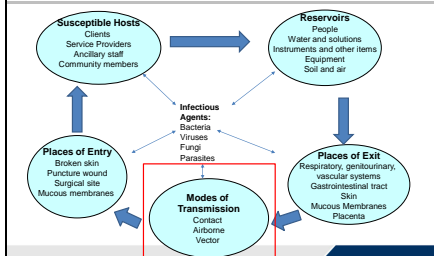 Susceptible Hosts
Clients
Service Providers
Ancillary staff
Community members
Reservoirs
People
Water and solutions
Instruments and other items
Equipment
Soil and air
Infectious
Agents:
Bacteria
Viruses
Fungi
Parasites
Places of Entry
Broken skin
Puncture wound
Surgical site
Mucous membranes
Places of Exit
Respiratory, genitourinary,
vascular systems
Gastrointestinal tract
Skin
Mucous Membranes
Placenta
Modes of
Transmission
Contact
Airborne
Vector